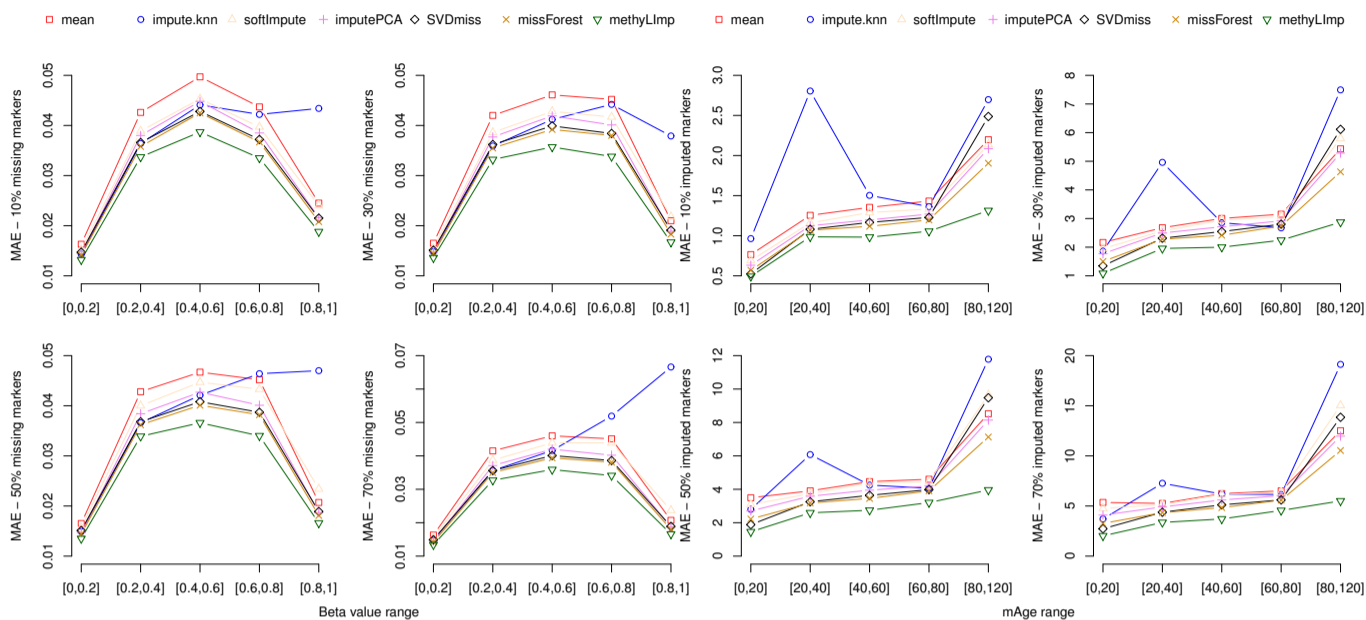 mean impute.knn softImpute imputePCA SVDmiss missForest methyLImp
mean impute.knn softImpute imputePCA SVDmiss missForest methyLImp
MAE − 10% missing markers
0.01 0.02 0.03 0.04 0.05
[0,0.2] [0.2,0.4] [0.4,0.6] [0.6,0.8] [0.8,1]
MAE − 30% missing markers
0.01 0.02 0.03 0.04 0.05
[0,0.2] [0.2,0.4] [0.4,0.6] [0.6,0.8] [0.8,1]
MAE − 10% imputed markers
0.5 1.0 1.5 2.0 2.5 3.0
[0,20] [20,40] [40,60] [60,80] [80,120]
MAE − 30% imputed markers
1 2 3 4 5 6 7 8
[0,20] [20,40] [40,60] [60,80] [80,120]
MAE − 50% missing markers
0.01 0.02 0.03 0.04 0.05
[0,0.2] [0.2,0.4] [0.4,0.6] [0.6,0.8] [0.8,1]
MAE − 70% missing markers
0.01 0.03 0.05 0.07
[0,0.2] [0.2,0.4] [0.4,0.6] [0.6,0.8] [0.8,1]
MAE − 50% imputed markers
0 2 4 6 8 10 12
[0,20] [20,40] [40,60] [60,80] [80,120]
MAE − 70% imputed markers
0 5 10 15 20
[0,20] [20,40] [40,60] [60,80] [80,120]
Beta value range
mAge range